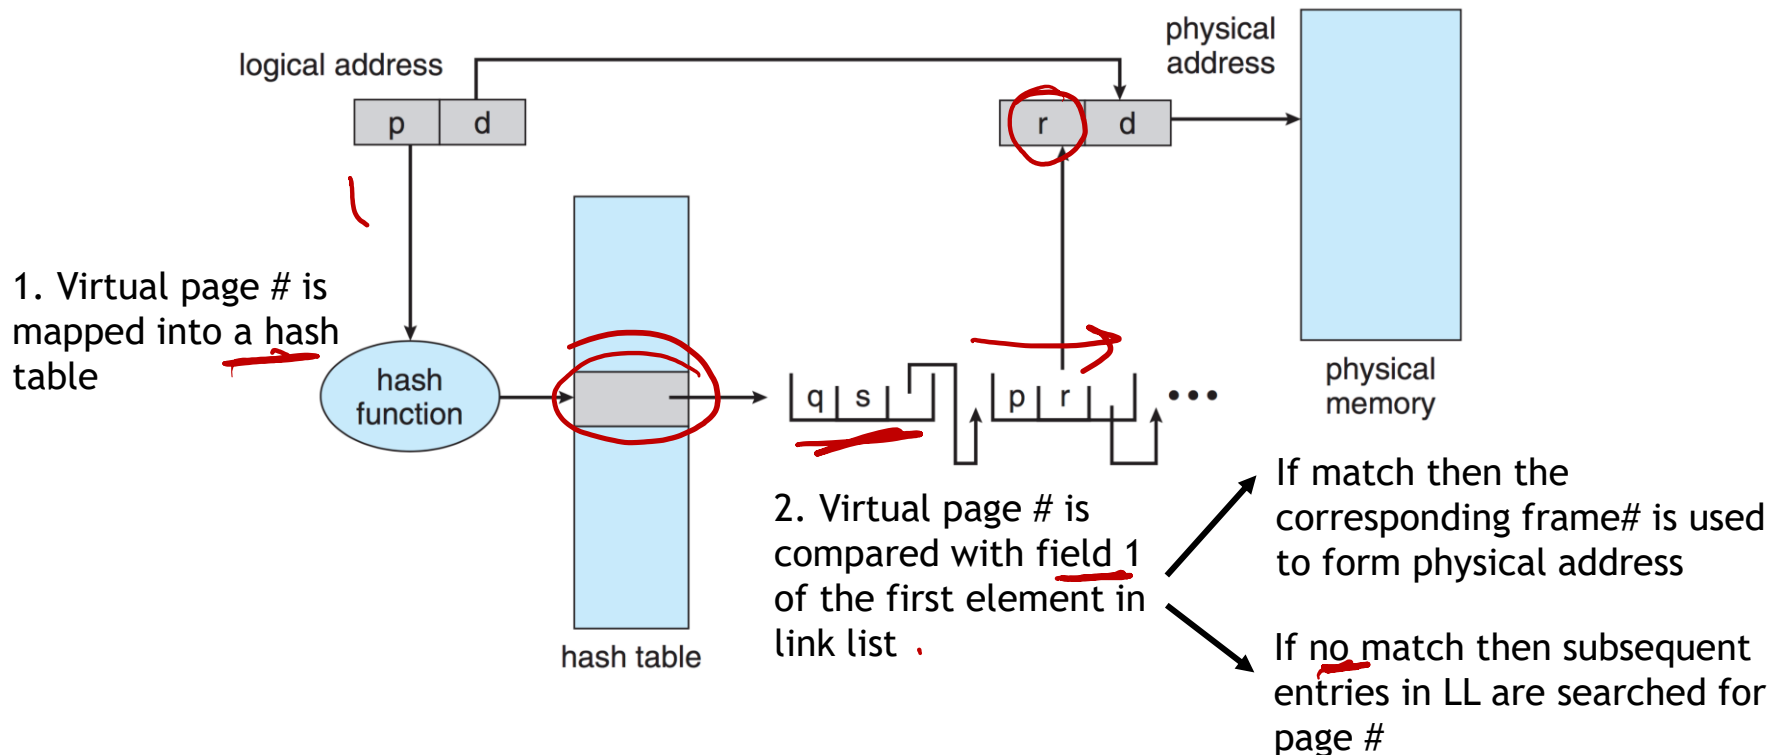 logical address
physical
address
p
d
r
d
1. Virtual page # is
mapped into a hash
table
hash
function
q
s
p
r
•••
physical
memory
hash table
2. Virtual page # is
compared with field 1
of the first element in
link list
If match then the
corresponding frame# is used
to form physical address
If no match then subsequent
entries in LL are searched for
page #